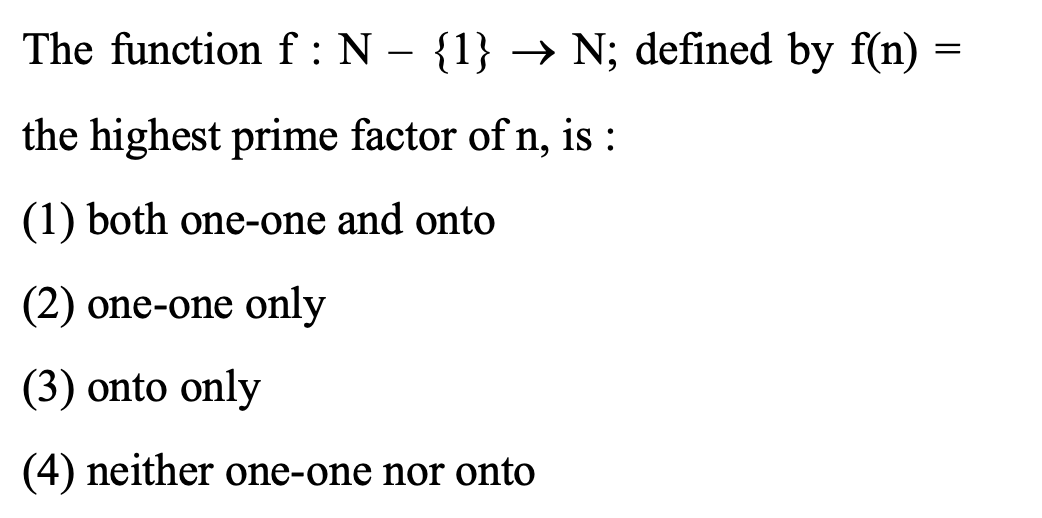 The function f : N – {1} → N; defined by f(n) =
the highest prime factor of n, is :
(1) both one-one and onto
(2) one-one only
(3) onto only
(4) neither one-one nor onto